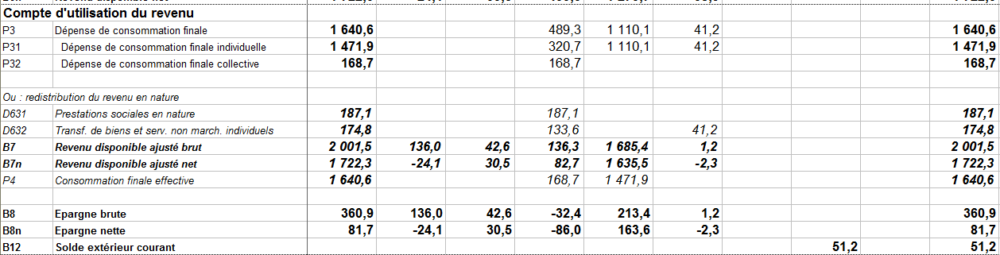 Compte d'utilisation du revenu
P3 Dépense de consommation finale 1 640,6 489,3 1 110,1 41,2 1 640,6
P31 Dépense de consommation finale individuelle 1 471,9 320,7 1 110,1 41,2 1 471,9
P32 Dépense de consommation finale collective 168,7 168,7 168,7
Ou : redistribution du revenu en nature
D631 Prestations sociales en nature 187,1 187,1 187,1
D632 Transf. de biens et serv. non march. individuels 174,8 133,6 41,2 174,8
B7 Revenu disponible ajusté brut 2 001,5 136,0 42,6 136,3 1 685,4 1,2 2 001,5
B7n Revenu disponible ajusté net 1 722,3 -24,1 30,5 82,7 1 635,5 -2,3 1 722,3
P4 Consommation finale effective 1 640,6 168,7 1 471,9 1 640,6
B8 Epargne brute 360,9 136,0 42,6 -32,4 213,4 1,2 360,9
B8n Epargne nette 81,7 -24,1 30,5 -86,0 163,6 -2,3 81,7
B12 Solde extérieur courant 51,2 51,2